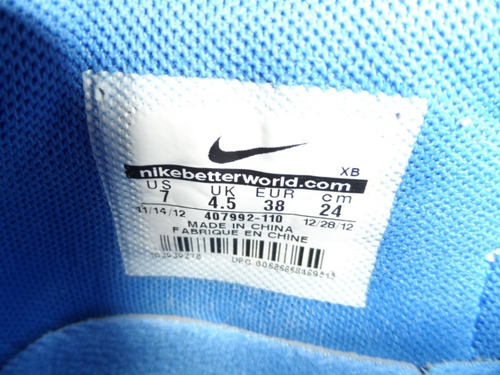 XB
nikebetterworld.com
US UK EUR cm
7 4.5 38 24
11/14/12 407992-110 12/28/12
MADE IN CHINA
FABRIQUE EN CHINE
UPC